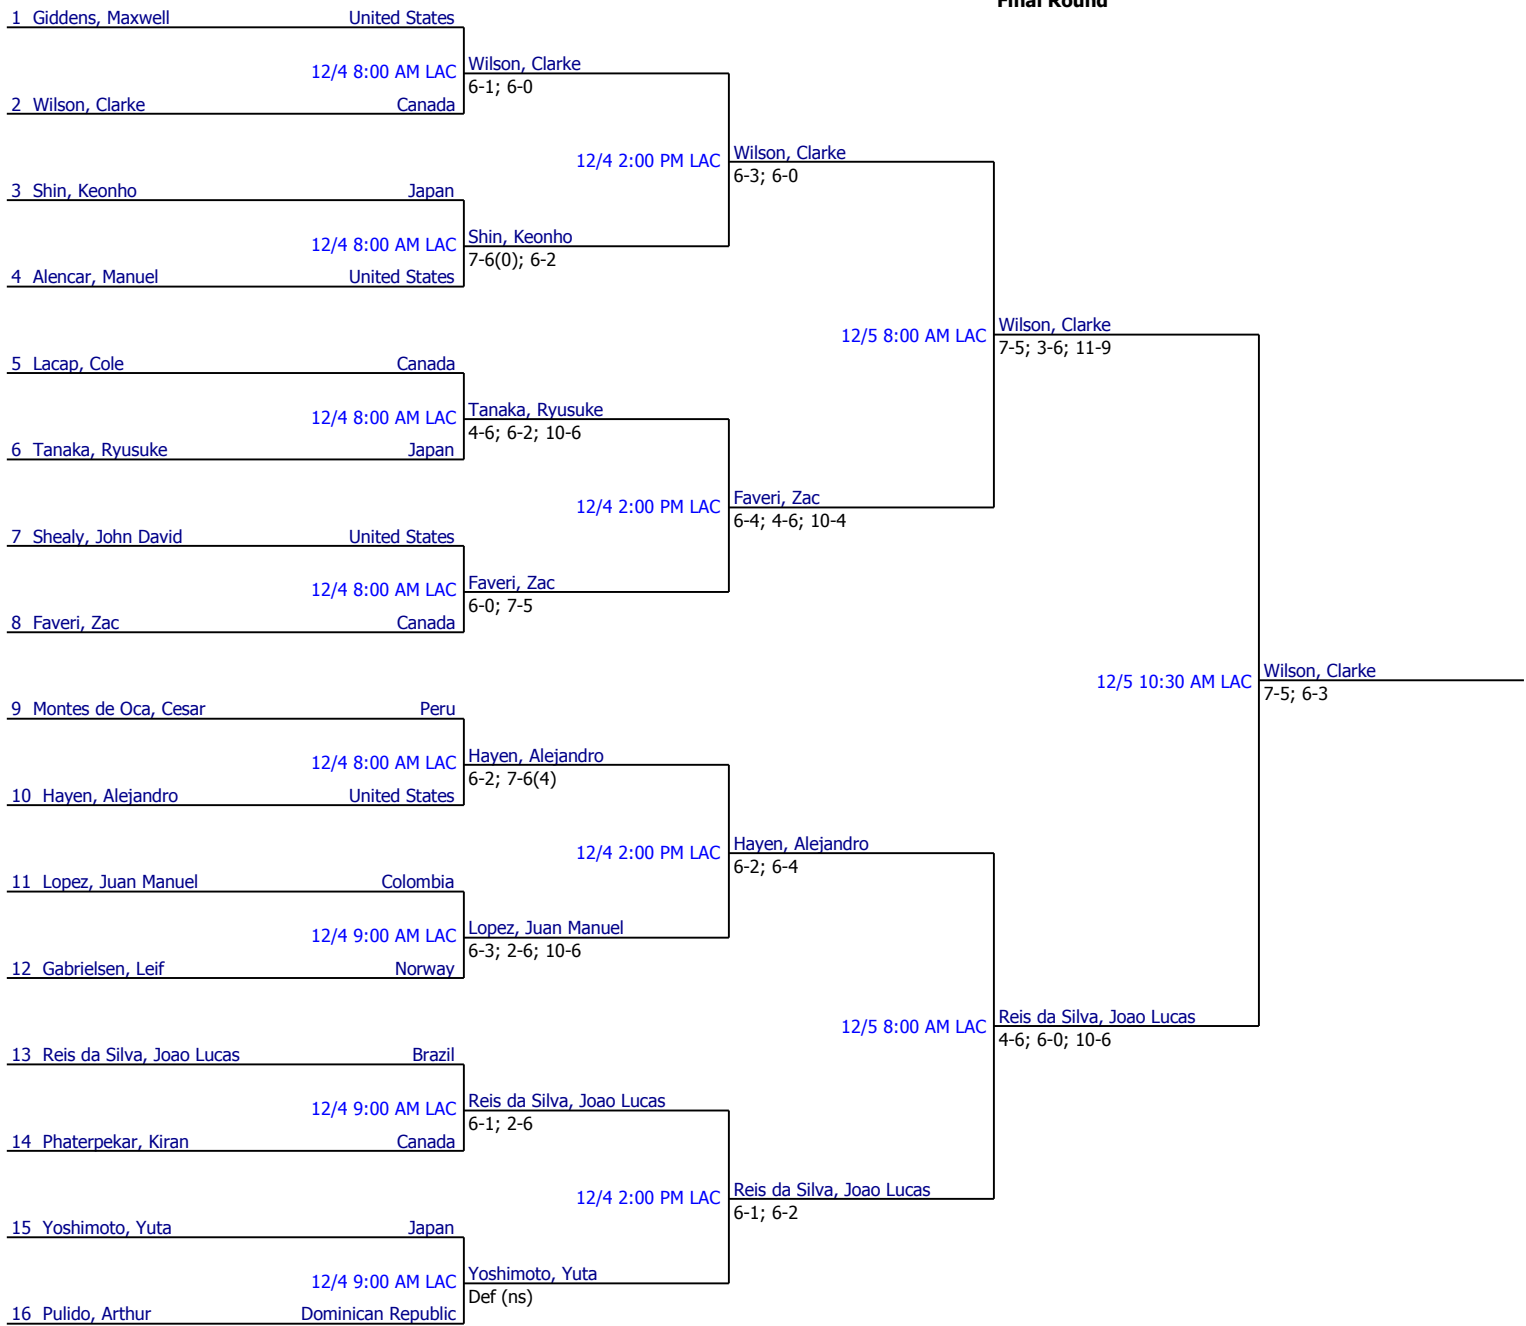 Final Round
1 Giddens, Maxwell United States
12/4 8:00 AM LAC Wilson, Clarke
6-1; 6-0
2 Wilson, Clarke Canada
12/4 2:00 PM LAC Wilson, Clarke
6-3; 6-0
3 Shin, Keonho Japan
12/4 8:00 AM LAC Shin, Keonho
7-6(0); 6-2
4 Alencar, Manuel United States
12/5 8:00 AM LAC Wilson, Clarke
7-5; 3-6; 11-9
5 Lacap, Cole Canada
12/4 8:00 AM LAC Tanaka, Ryusuke
4-6; 6-2; 10-6
6 Tanaka, Ryusuke Japan
12/4 2:00 PM LAC Faveri, Zac
6-4; 4-6; 10-4
7 Shealy, John David United States
12/4 8:00 AM LAC Faveri, Zac
6-0; 7-5
8 Faveri, Zac Canada
12/5 10:30 AM LAC Wilson, Clarke
7-5; 6-3
9 Montes de Oca, Cesar Peru
12/4 8:00 AM LAC Hayen, Alejandro
6-2; 7-6(4)
10 Hayen, Alejandro United States
12/4 2:00 PM LAC Hayen, Alejandro
6-2; 6-4
11 Lopez, Juan Manuel Colombia
12/4 9:00 AM LAC Lopez, Juan Manuel
6-3; 2-6; 10-6
12 Gabrielsen, Leif Norway
12/5 8:00 AM LAC Reis da Silva, Joao Lucas
4-6; 6-0; 10-6
13 Reis da Silva, Joao Lucas Brazil
12/4 9:00 AM LAC Reis da Silva, Joao Lucas
6-1; 2-6
14 Phaterpekar, Kiran Canada
12/4 2:00 PM LAC Reis da Silva, Joao Lucas
6-1; 6-2
15 Yoshimoto, Yuta Japan
12/4 9:00 AM LAC Yoshimoto, Yuta
Def (ns)
16 Pulido, Arthur Dominican Republic